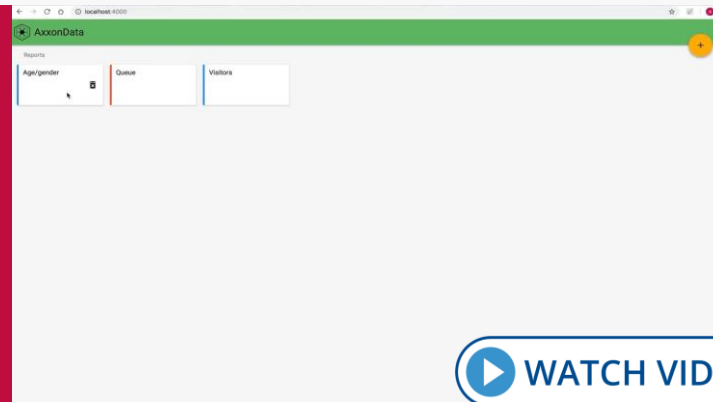 localhost:4000
AxxonData
+
Reports
Age/gender
Queue
Visitors
WATCH VID